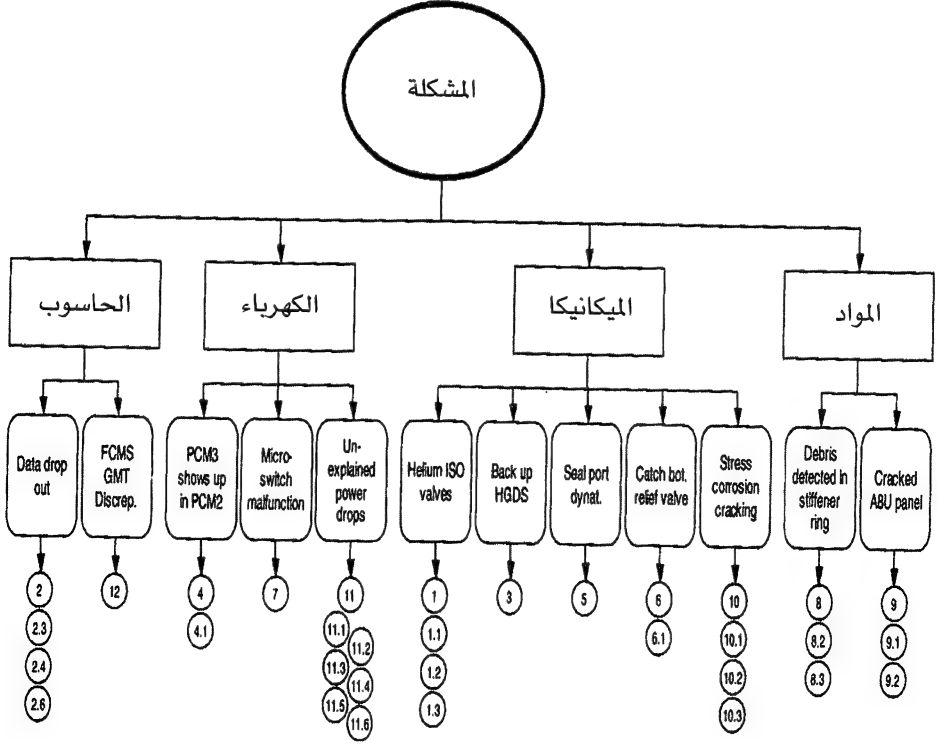 المشكلة
الحاسوب
الكهرباء
الميكانيكا
المواد
Data drop
out
FCMS
GMT
Discrep.
PCM3
shows up
in PCM2
Micro-
switch
malfunction
Un-
explained
power
drops
Helium ISO
valves
Back up
HGDS
Seal port
dynat.
Catch bot.
relief valve
Stress
corrosion
cracking
Debris
detected in
stiffener
ring
Cracked
A8U panel
2
2.3
2.4
2.6
12
4
4.1
7
11
11.1
11.2
11.3
11.4
11.5
11.6
1
1.1
1.2
1.3
3
5
6
6.1
10
10.1
10.2
10.3
8
8.2
8.3
9
9.1
9.2